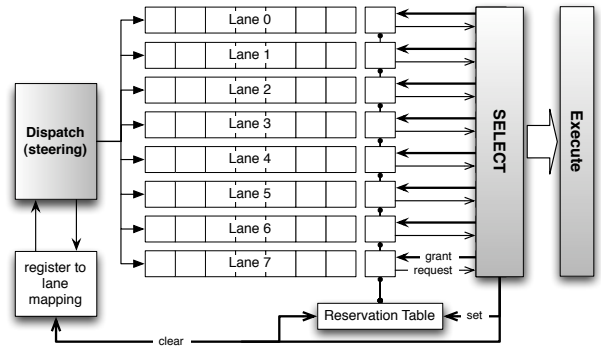 Lane 0
Lane 1
Lane 2
Lane 3
Lane 4
Lane 5
Lane 6
Lane 7
Dispatch
(steering)
register to
lane
mapping
SELECT
Execute
grant
request
Reservation Table
set
clear